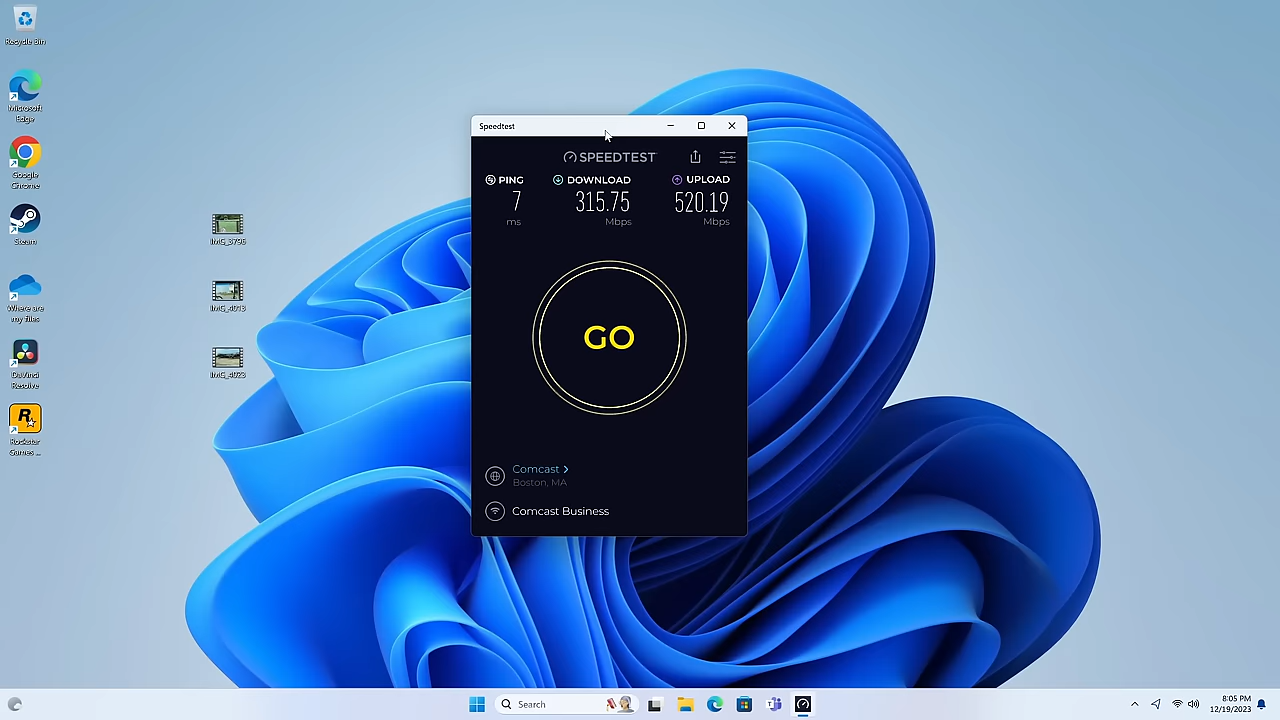 Recycle Bin
Microsoft
Edge
Google
Chrome
Steam
Where are
my files
DaVinci
Resolve
Rockstar
Games ...
IMG_3796
IMG_4013
IMG_4023
Speedtest
SPEEDTEST
PING
DOWNLOAD
UPLOAD
7
315.75
520.19
ms
Mbps
Mbps
GO
Comcast >
Boston, MA
Comcast Business
Search
8:05 PM
12/19/2023